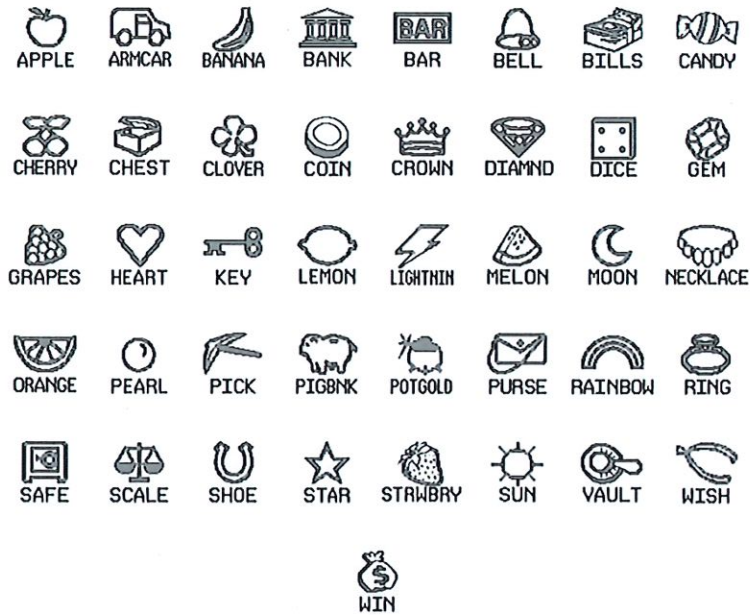 BAR
APPLE ARMCAR BANANA BANK BAR BELL BILLS CANDY
CHERRY CHEST CLOVER COIN CROWN DIAMND DICE GEM
GRAPES HEART KEY LEMON LIGHTNIN MELON MOON NECKLACE
ORANGE PEARL PICK PIGBNK POTGOLD PURSE RAINBOW RING
SAFE SCALE SHOE STAR STRWBRY SUN VAULT WISH
$
WIN